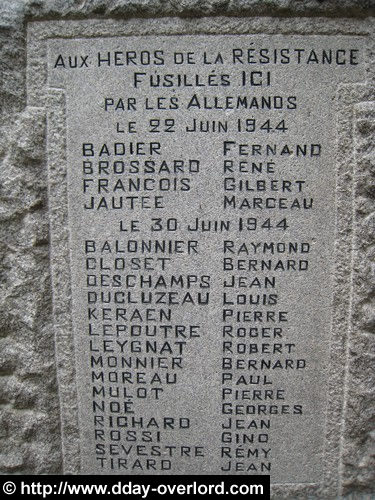 AUX HEROS DE LA RESISTANCE
FUSILLÉS ICI
PAR LES ALLEMANDS
LE 22 JUIN 1944
BADIER FERNAND
BROSSARD RENÉ
FRANCOIS GILBERT
JAUTEE MARCEAU
LE 30 JUIN 1944
BALONNIER RAYMOND
CLOSET BERNARD
DESCHAMPS JEAN
DUCLUZEAU LOUIS
KERAEN PIERRE
LEPOUTRE ROGER
LEYGNAT ROBERT
MONNIER BERNARD
MOREAU PAUL
MULOT PIERRE
NOÉ GEORGES
RICHARD JEAN
ROSSI GINO
SEVESTRE RÉMY
TIRARD JEAN
© http://www.dday-overlord.com